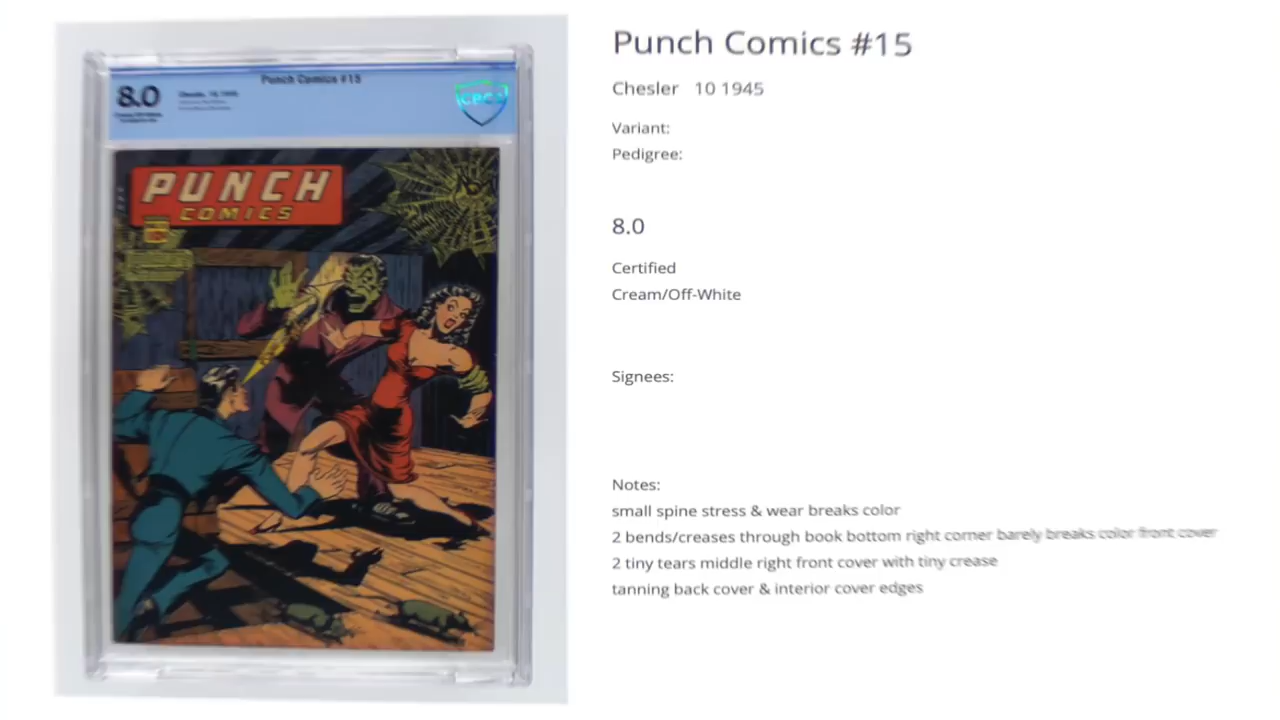 Punch Comics #15
8.0
CBCS
PUNCH
COMICS
Punch Comics #15
Chesler 10 1945
Variant:
Pedigree:
8.0
Certified
Cream/Off-White
Signees:
Notes:
small spine stress & wear breaks color
2 bends/creases through book bottom right corner barely breaks color front cover
2 tiny tears middle right front cover with tiny crease
tanning back cover & interior cover edges